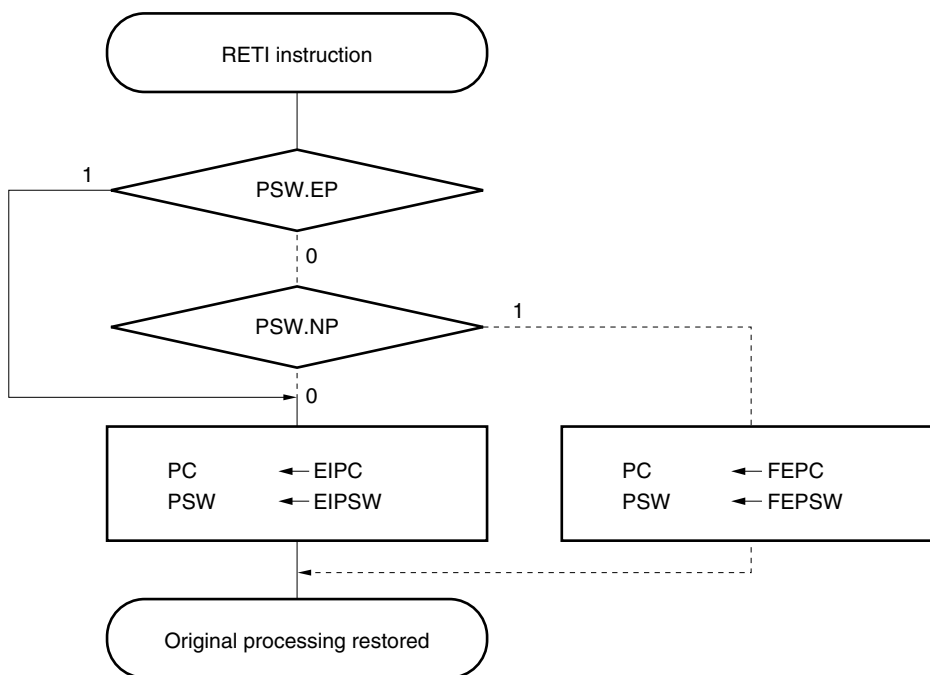 RETI instruction
1
PSW.EP
0
PSW.NP
1
0
PC EIPC
PSW EIPSW
PC FEPC
PSW FEPSW
Original processing restored